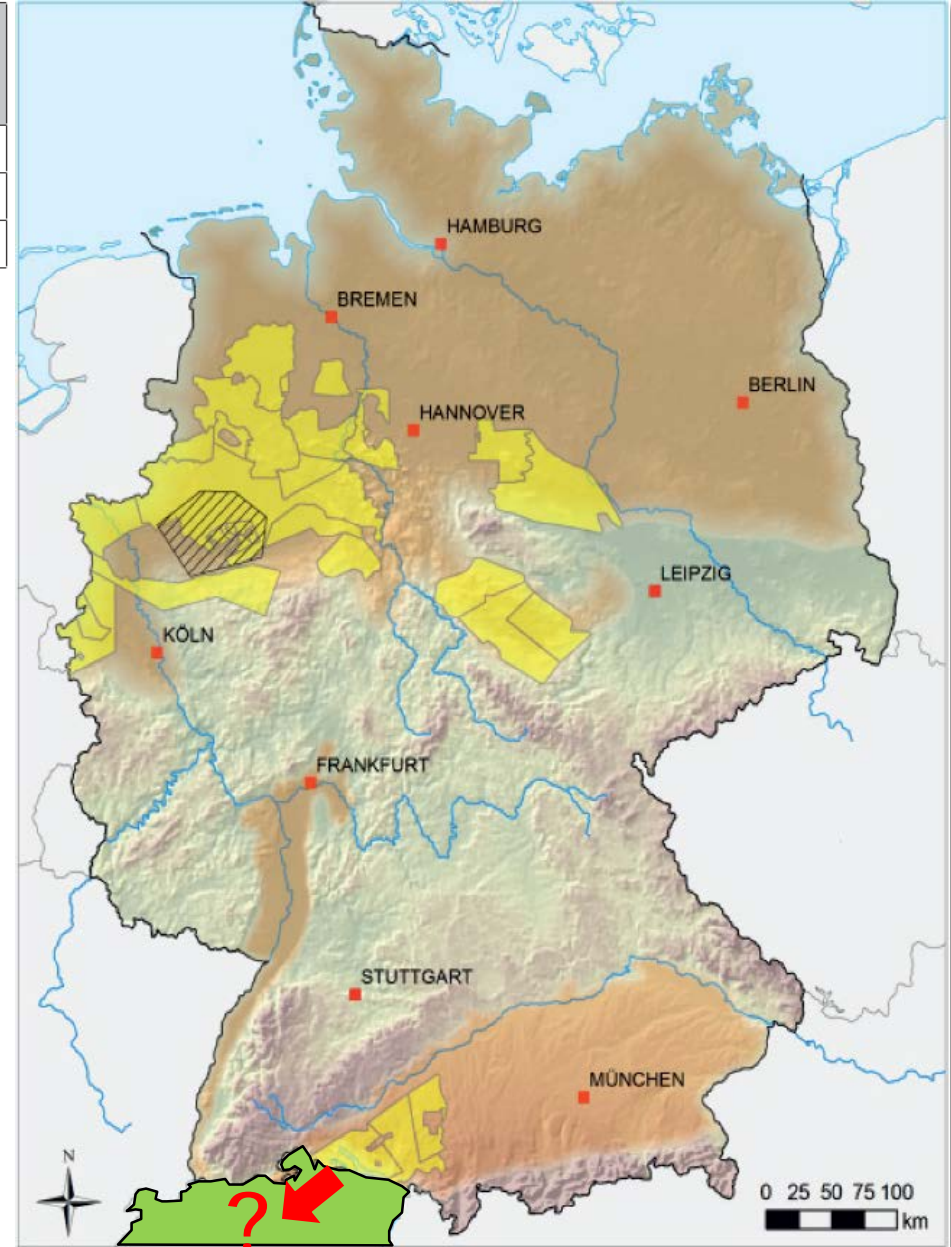 HAMBURG
BREMEN
BERLIN
HANNOVER
LEIPZIG
KÖLN
FRANKFURT
STUTTGART
MÜNCHEN
N
0 25 50 75 100
km
?